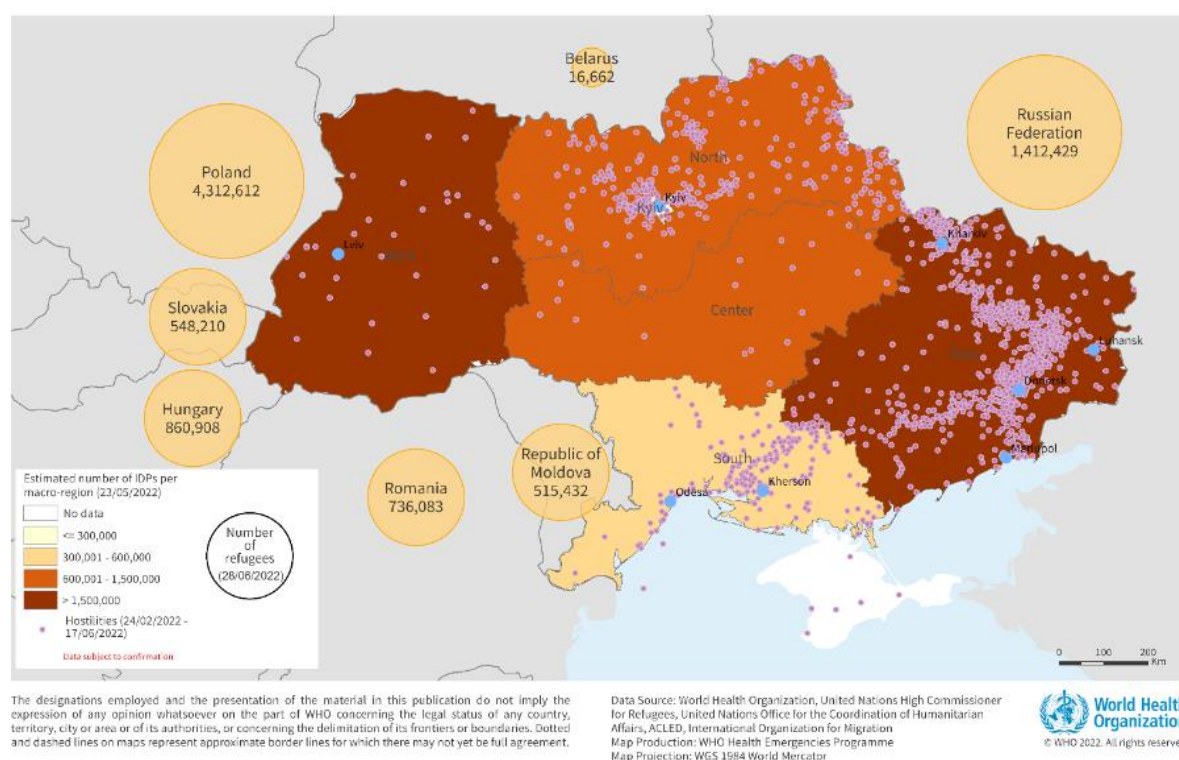 Belarus
16,662
Russian
Federation
1,412,429
Poland
4,312,612
North
Kyiv
Kyiv
Kharkiv
Lviv
Slovakia
548,210
Center
Luhansk
Donetsk
Hungary
860,908
Republic of
Moldova
515,432
South
Kherson
Odesa
Romania
736,083
Estimated number of IDPs per
macro-region (23/05/2022)
No data
<= 300,000
300,001 - 600,000
600,001 - 1,500,000
> 1,500,000
Hostilities (24/02/2022 -
17/06/2022)
Data subject to confirmation
Number
of
refugees
(28/06/2022)
0 100 200
Km
The designations employed and the presentation of the material in this publication do not imply the
expression of any opinion whatsoever on the part of WHO concerning the legal status of any country,
territory, city or area or of its authorities, or concerning the delimitation of its frontiers or boundaries. Dotted
and dashed lines on maps represent approximate border lines for which there may not yet be full agreement.
Data Source: World Health Organization, United Nations High Commissioner
for Refugees, United Nations Office for the Coordination of Humanitarian
Affairs, ACLED, International Organization for Migration
Map Production: WHO Health Emergencies Programme
Map Projection: WGS 1984 World Mercator
World Health
Organization
© WHO 2022. All rights reserve